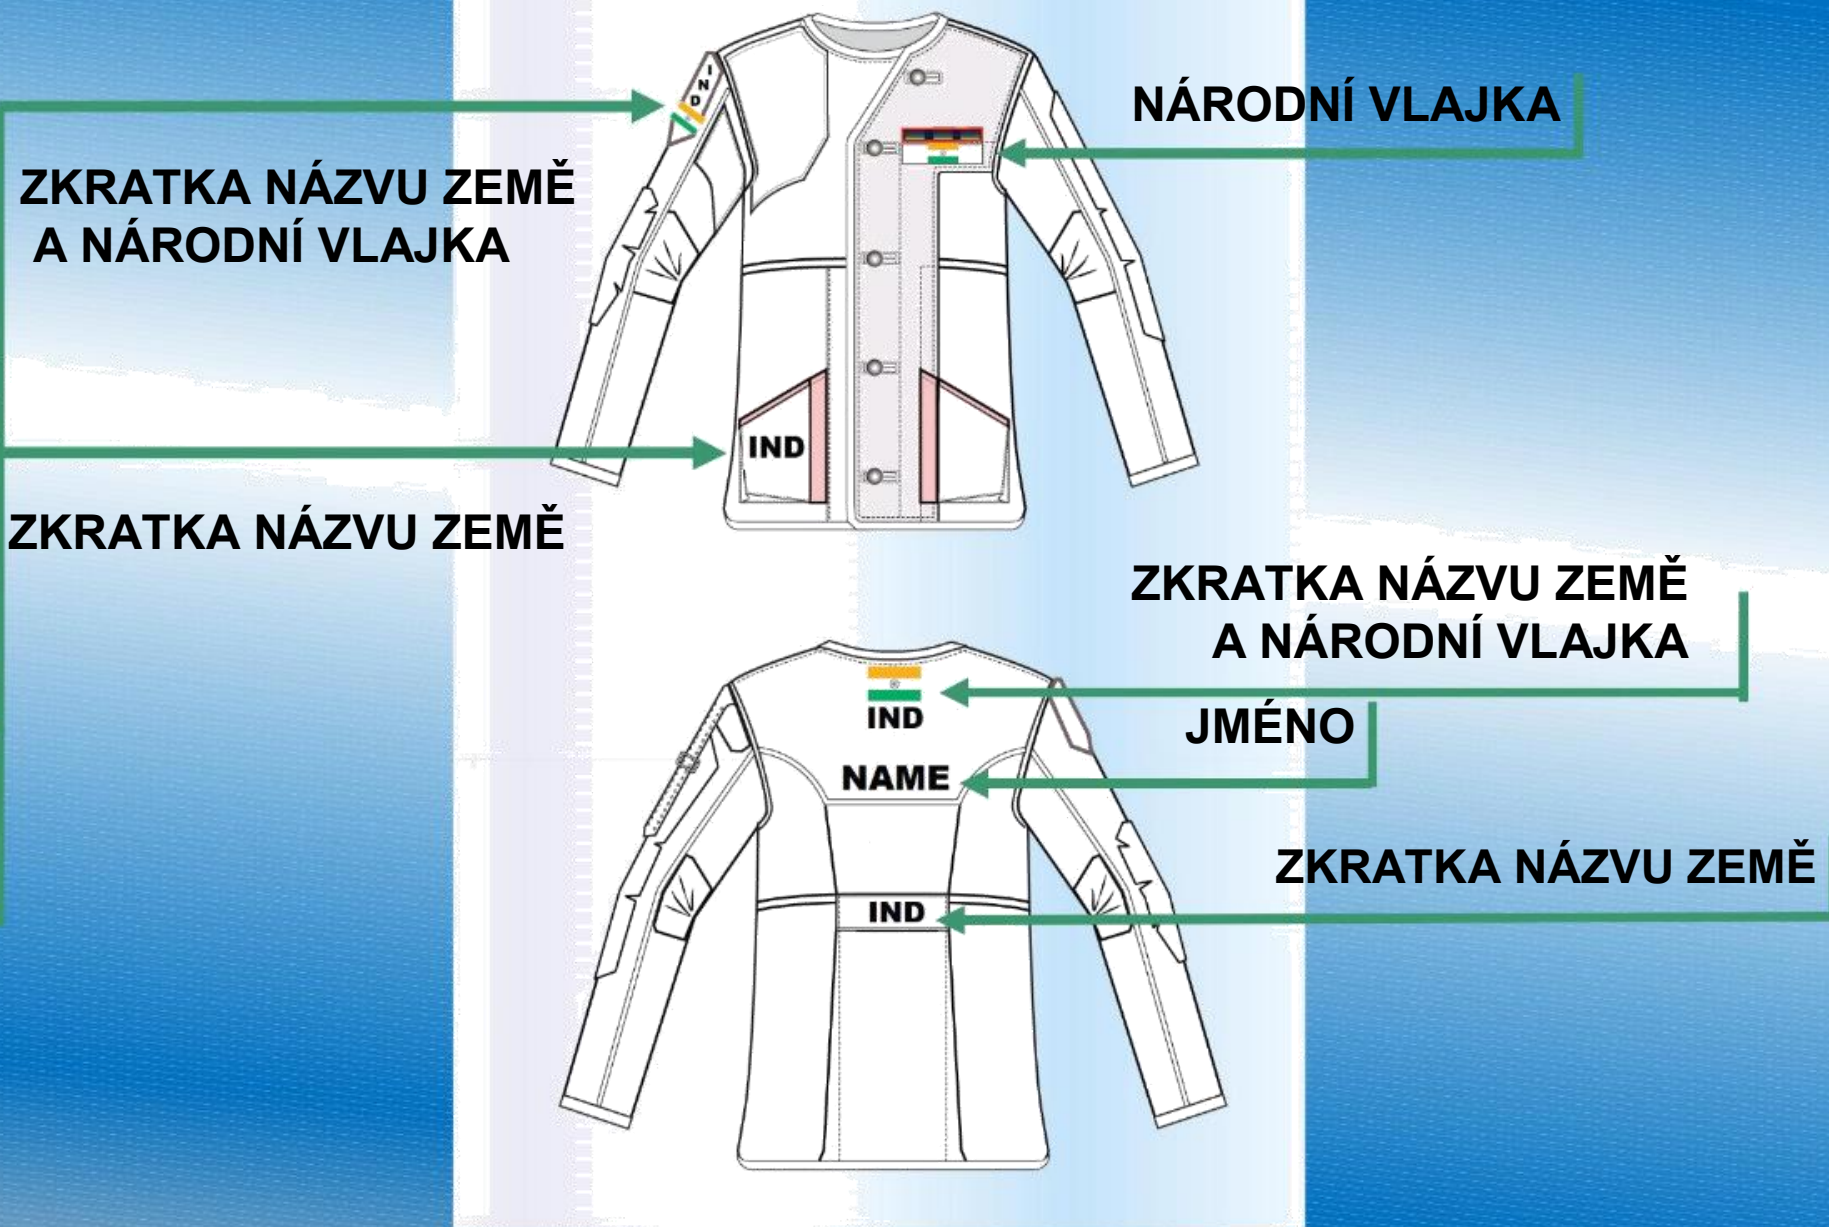 IND
NÁRODNÍ VLAJKA
ZKRATKA NÁZVU ZEMĚ
A NÁRODNÍ VLAJKA
IND
ZKRATKA NÁZVU ZEMĚ
ZKRATKA NÁZVU ZEMĚ
A NÁRODNÍ VLAJKA
IND
JMÉNO
NAME
ZKRATKA NÁZVU ZEMĚ
IND